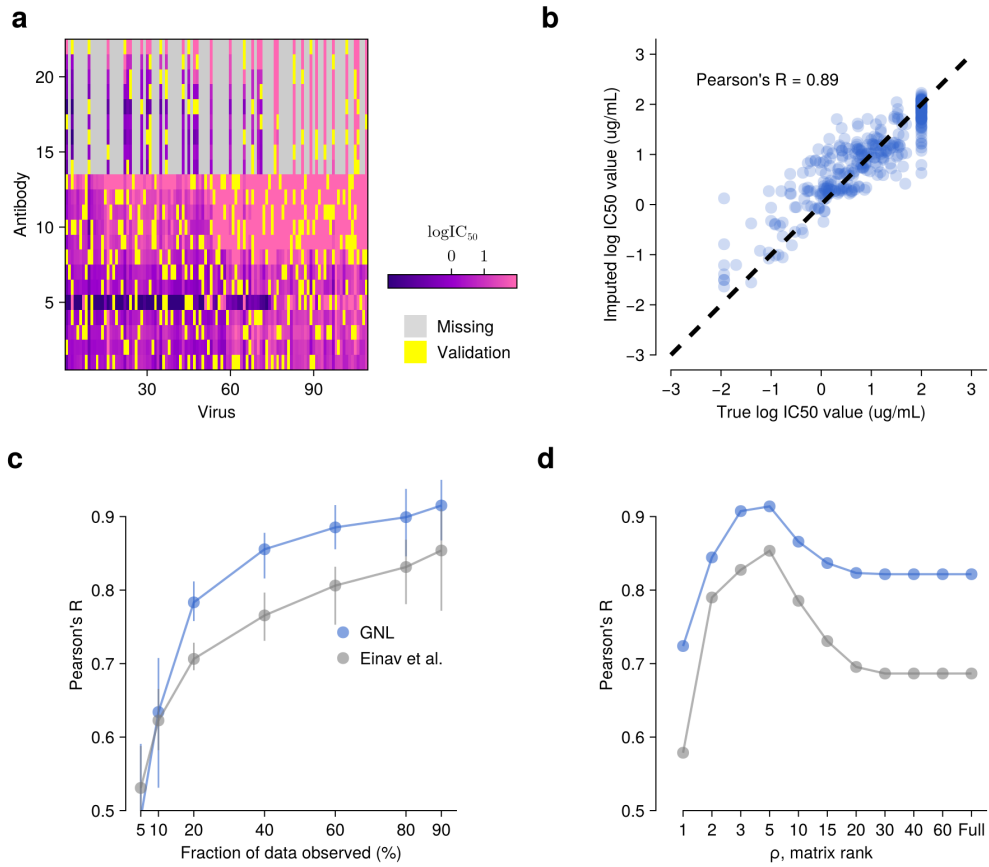 a
20
15
10
5
Antibody
30 60 90
Virus
logIC50
0 1
Missing
Validation
b
Pearson's R = 0.89
3
2
1
0
−1
−2
−3
Imputed log IC50 value (ug/mL)
−3 −2 −1 0 1 2 3
True log IC50 value (ug/mL)
c
0.9
0.8
0.7
0.6
0.5
Pearson's R
GNL
Einav et al.
5 10 20 40 60 80 90
Fraction of data observed (%)
d
0.9
0.8
0.7
0.6
0.5
Pearson's R
1 2 3 5 10 15 20 30 40 60 Full
ρ, matrix rank